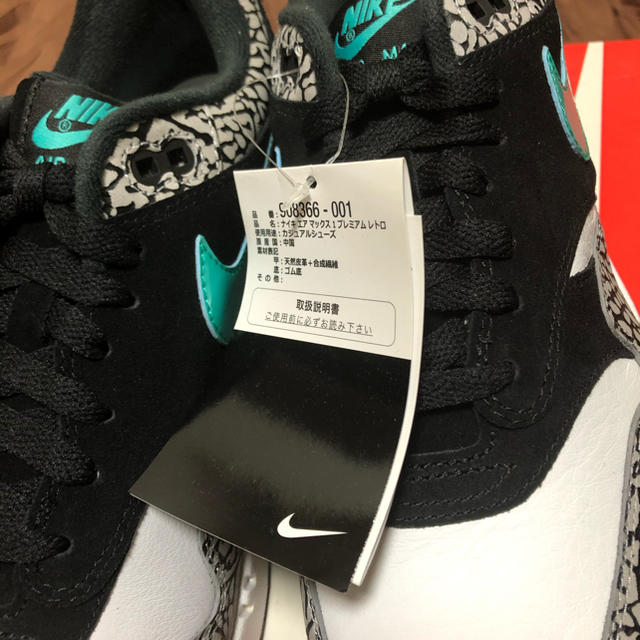 NIKE
NIKE
AIR
品　　番：908366 - 001
品　　名：ナイキ エア マックス 1 プレミアム レトロ
使用用途：カジュアルシューズ
原 産 国：中国
素材表記
甲：天然皮革＋合成繊維
底：ゴム底
そ の 他：
取扱説明書
ご使用前に必ずお読み下さい